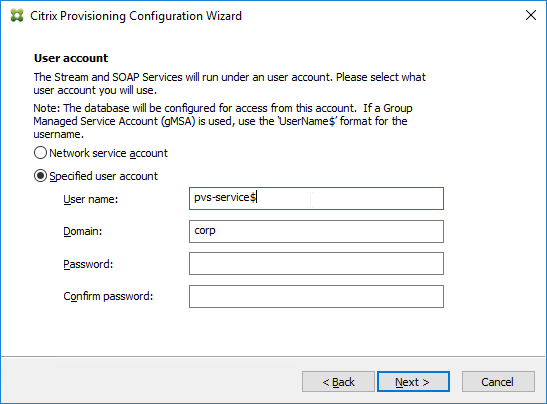 Citrix Provisioning Configuration Wizard
User account
The Stream and SOAP Services will run under an user account. Please select what
user account you will use.
Note: The database will be configured for access from this account.  If a Group
Managed Service Account (gMSA) is used, use the 'UserName$' format for the
username.
Network service account
Specified user account
User name: pvs-service$
Domain: corp
Password:
Confirm password:
< Back Next > Cancel